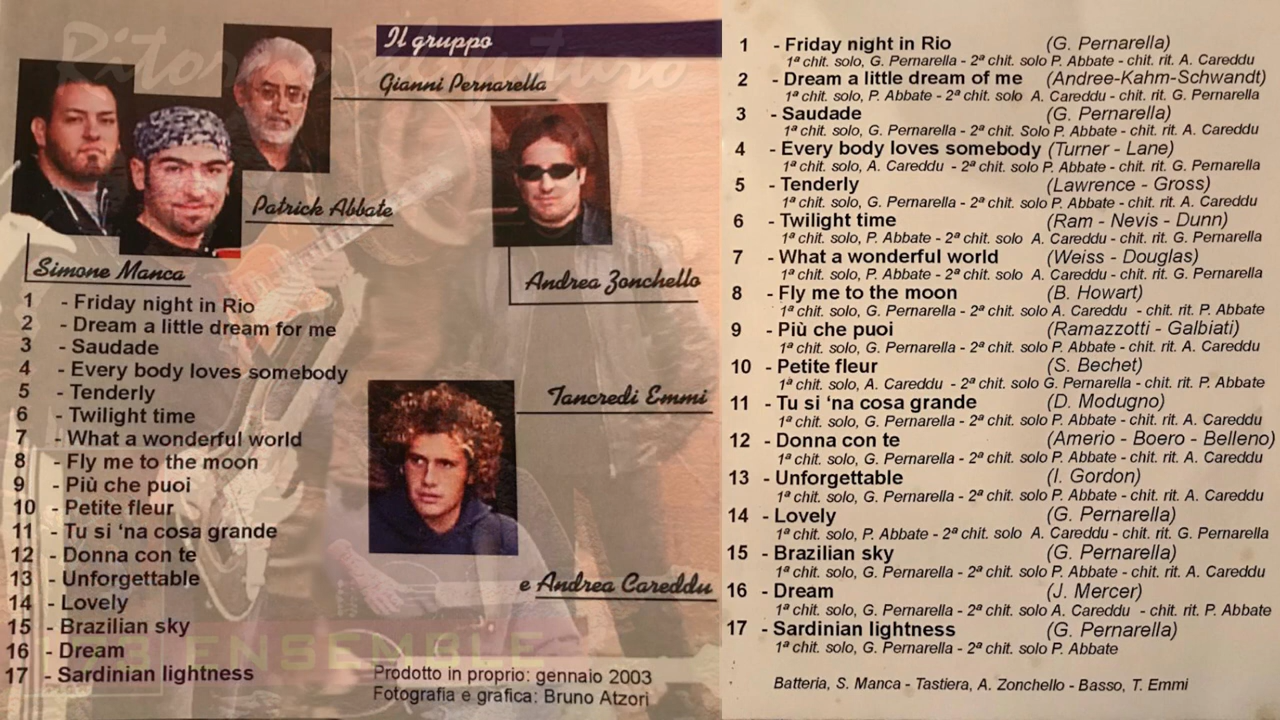 Ritorno al futuro
Il gruppo
Gianni Pernarella
Patrick Abbate
Simone Manca
Andrea Zonchello
Tancredi Emmi
e Andrea Careddu
1 - Friday night in Rio
2 - Dream a little dream for me
3 - Saudade
4 - Every body loves somebody
5 - Tenderly
6 - Twilight time
7 - What a wonderful world
8 - Fly me to the moon
9 - Più che puoi
10 - Petite fleur
11 - Tu si ‘na cosa grande
12 - Donna con te
13 - Unforgettable
14 - Lovely
15 - Brazilian sky
16 - Dream
17 - Sardinian lightness
ENSEMBLE
Prodotto in proprio: gennaio 2003
Fotografia e grafica: Bruno Atzori
1 - Friday night in Rio (G. Pernarella)
1ª chit. solo, G. Pernarella - 2ª chit. solo P. Abbate - chit. rit. A. Careddu
2 - Dream a little dream of me (Andree-Kahm-Schwandt)
1ª chit. solo, P. Abbate - 2ª chit. solo A. Careddu - chit. rit. G. Pernarella
3 - Saudade (G. Pernarella)
1ª chit. solo, G. Pernarella - 2ª chit. Solo P. Abbate - chit. rit. A. Careddu
4 - Every body loves somebody (Turner - Lane)
1ª chit. solo, A. Careddu - 2ª chit. solo P. Abbate - chit. rit. G. Pernarella
5 - Tenderly (Lawrence - Gross)
1ª chit. solo, G. Pernarella - 2ª chit. solo P. Abbate - chit. rit. A. Careddu
6 - Twilight time (Ram - Nevis - Dunn)
1ª chit. solo, P. Abbate - 2ª chit. solo A. Careddu - chit. rit. G. Pernarella
7 - What a wonderful world (Weiss - Douglas)
1ª chit. solo, P. Abbate - 2ª chit. solo A. Careddu - chit. rit. G. Pernarella
8 - Fly me to the moon (B. Howart)
1ª chit. solo, G. Pernarella - 2ª chit. solo A. Careddu - chit. rit. P. Abbate
9 - Più che puoi (Ramazzotti - Galbiati)
1ª chit. solo, G. Pernarella - 2ª chit. solo P. Abbate - chit. rit. A. Careddu
10 - Petite fleur (S. Bechet)
1ª chit. solo, A. Careddu - 2ª chit. solo G. Pernarella - chit. rit. P. Abbate
11 - Tu si ‘na cosa grande (D. Modugno)
1ª chit. solo, G. Pernarella - 2ª chit. solo P. Abbate - chit. rit. A. Careddu
12 - Donna con te (Amerio - Boero - Belleno)
1ª chit. solo, G. Pernarella - 2ª chit. solo P. Abbate - chit. rit. A. Careddu
13 - Unforgettable (I. Gordon)
1ª chit. solo, G. Pernarella - 2ª chit. solo P. Abbate - chit. rit. A. Careddu
14 - Lovely (G. Pernarella)
1ª chit. solo, P. Abbate - 2ª chit. solo A. Careddu - chit. rit. G. Pernarella
15 - Brazilian sky (G. Pernarella)
1ª chit. solo, G. Pernarella - 2ª chit. solo P. Abbate - chit. rit. A. Careddu
16 - Dream (J. Mercer)
1ª chit. solo, G. Pernarella - 2ª chit. solo A. Careddu - chit. rit. P. Abbate
17 - Sardinian lightness (G. Pernarella)
1ª chit. solo, G. Pernarella - 2ª chit. solo P. Abbate
Batteria, S. Manca - Tastiera, A. Zonchello - Basso, T. Emmi